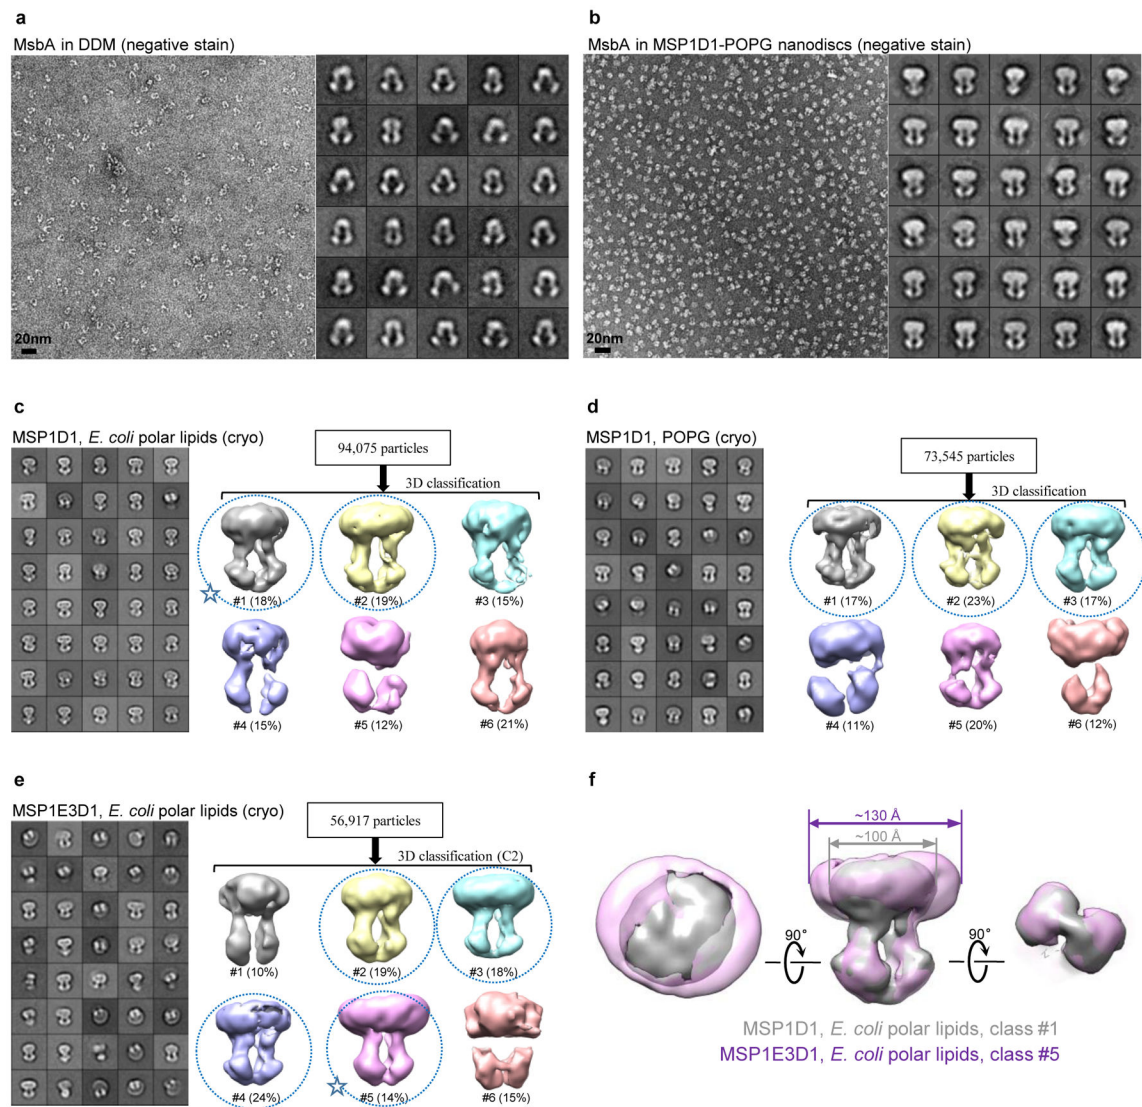 a
MsbA in DDM (negative stain)
20nm
b
MsbA in MSP1D1-POPG nanodiscs (negative stain)
20nm
c
MSP1D1, E. coli polar lipids (cryo)
94,075 particles
3D classification
#1 (18%)
#2 (19%)
#3 (15%)
#4 (15%)
#5 (12%)
#6 (21%)
d
MSP1D1, POPG (cryo)
73,545 particles
3D classification
#1 (17%)
#2 (23%)
#3 (17%)
#4 (11%)
#5 (20%)
#6 (12%)
e
MSP1E3D1, E. coli polar lipids (cryo)
56,917 particles
3D classification (C2)
#1 (10%)
#2 (19%)
#3 (18%)
#4 (24%)
#5 (14%)
#6 (15%)
f
~130 Å
~100 Å
90°
90°
MSP1D1, E. coli polar lipids, class #1
MSP1E3D1, E. coli polar lipids, class #5